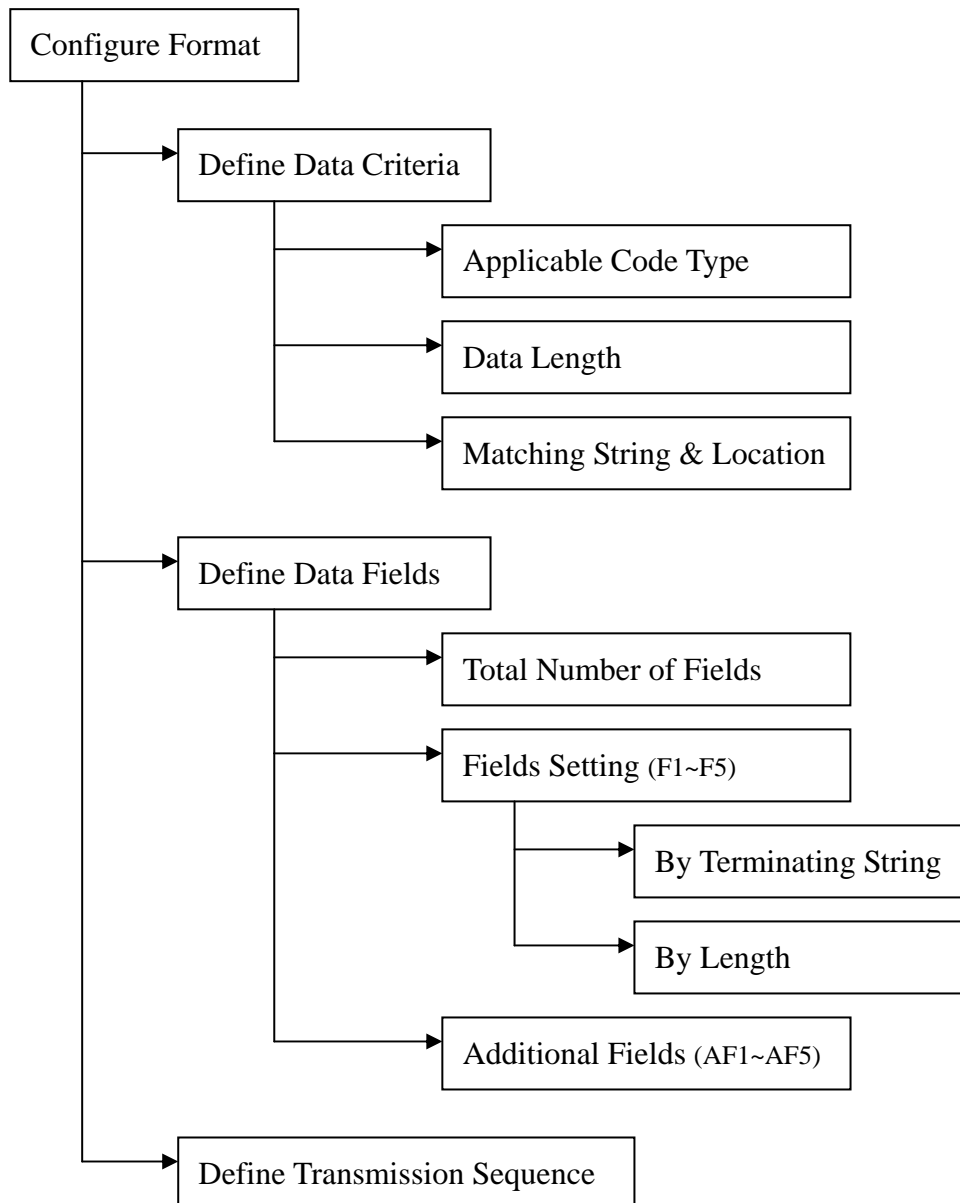 Configure Format
Define Data Criteria
Applicable Code Type
Data Length
Matching String & Location
Define Data Fields
Total Number of Fields
Fields Setting (F1~F5)
By Terminating String
By Length
Additional Fields (AF1~AF5)
Define Transmission Sequence